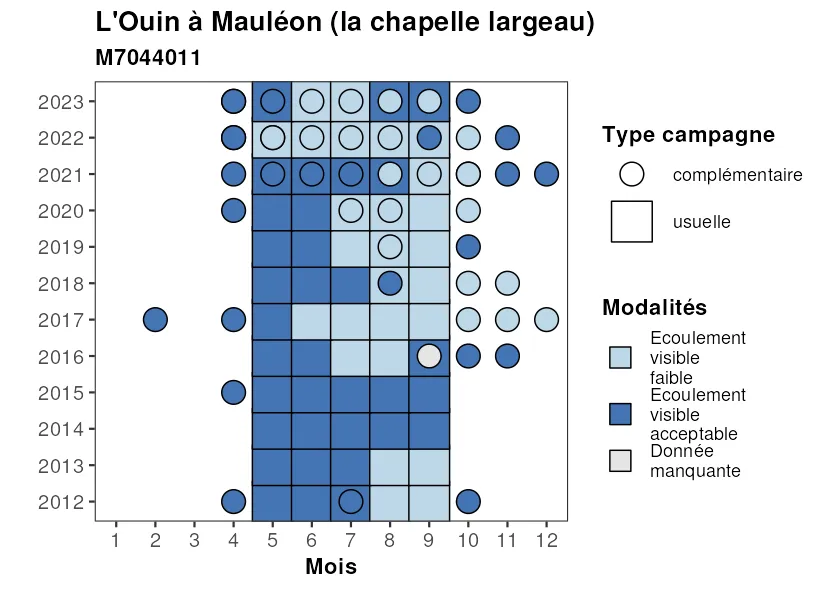 L'Ouin à Mauléon (la chapelle largeau)
M7044011
2023
2022
2021
2020
2019
2018
2017
2016
2015
2014
2013
2012
1 2 3 4 5 6 7 8 9 10 11 12
Mois
Type campagne
complémentaire
usuelle
Modalités
Ecoulement
visible
faible
Ecoulement
visible
acceptable
Donnée
manquante